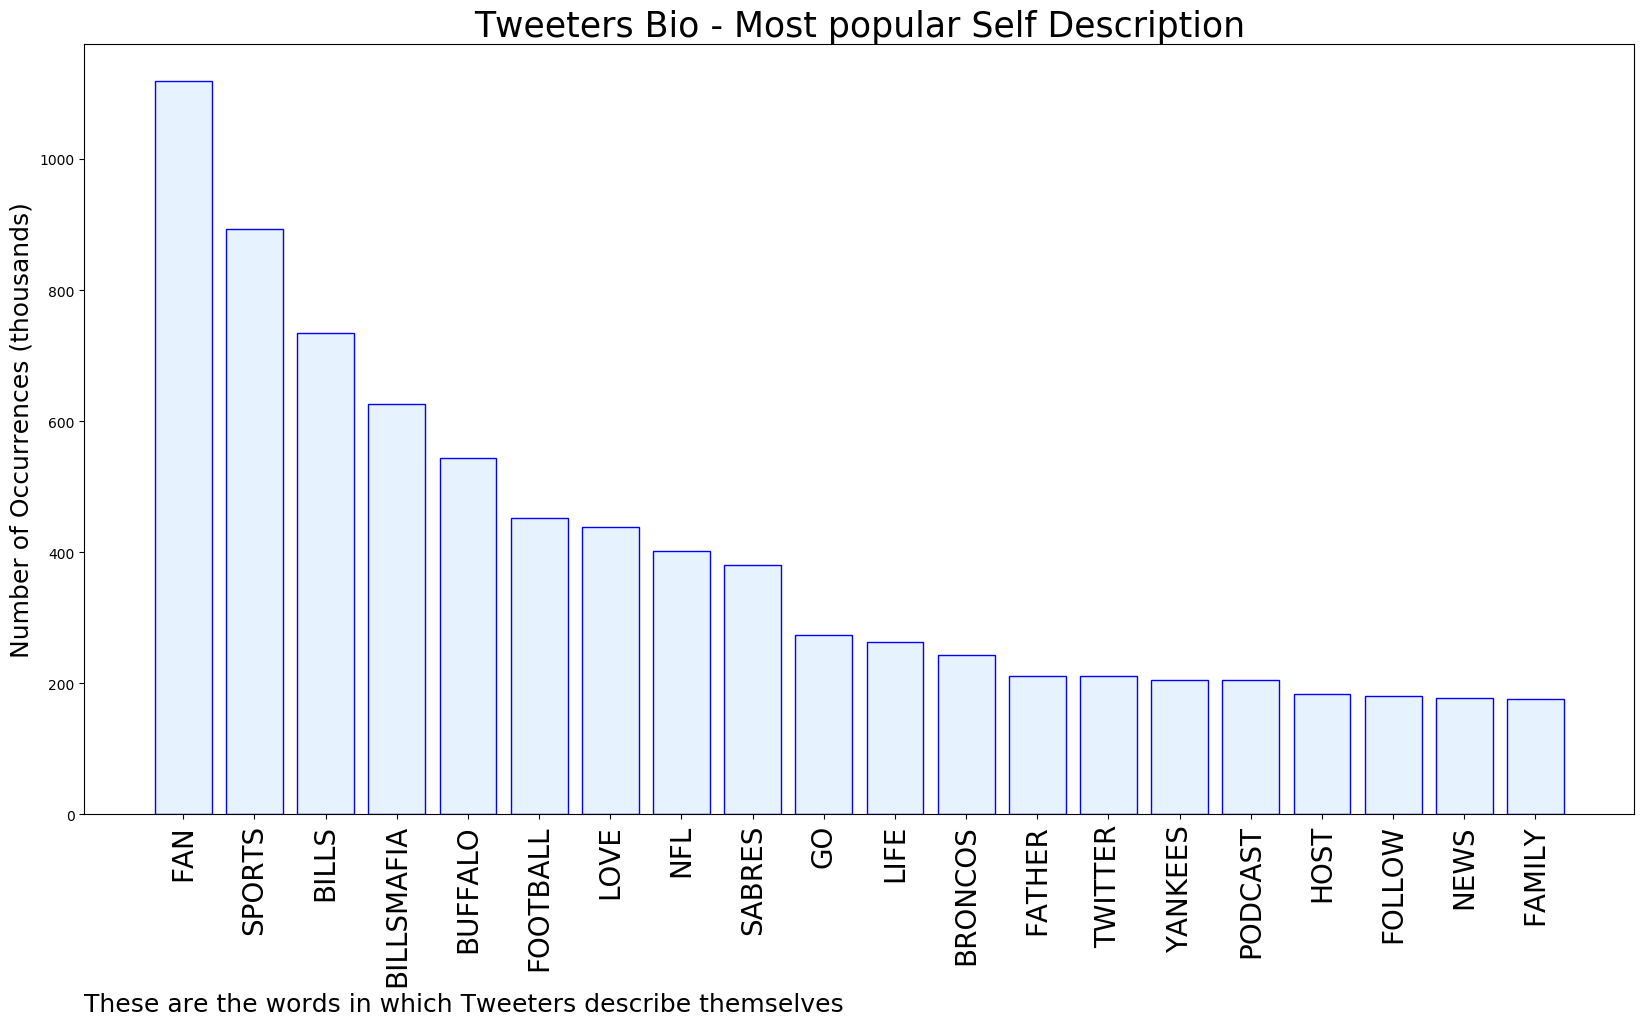 Tweeters Bio - Most popular Self Description
Number of Occurrences (thousands)
1000
800
600
400
200
0
FAN
SPORTS
BILLS
BILLSMAFIA
BUFFALO
FOOTBALL
LOVE
NFL
SABRES
GO
LIFE
BRONCOS
FATHER
TWITTER
YANKEES
PODCAST
HOST
FOLLOW
NEWS
FAMILY
These are the words in which Tweeters describe themselves